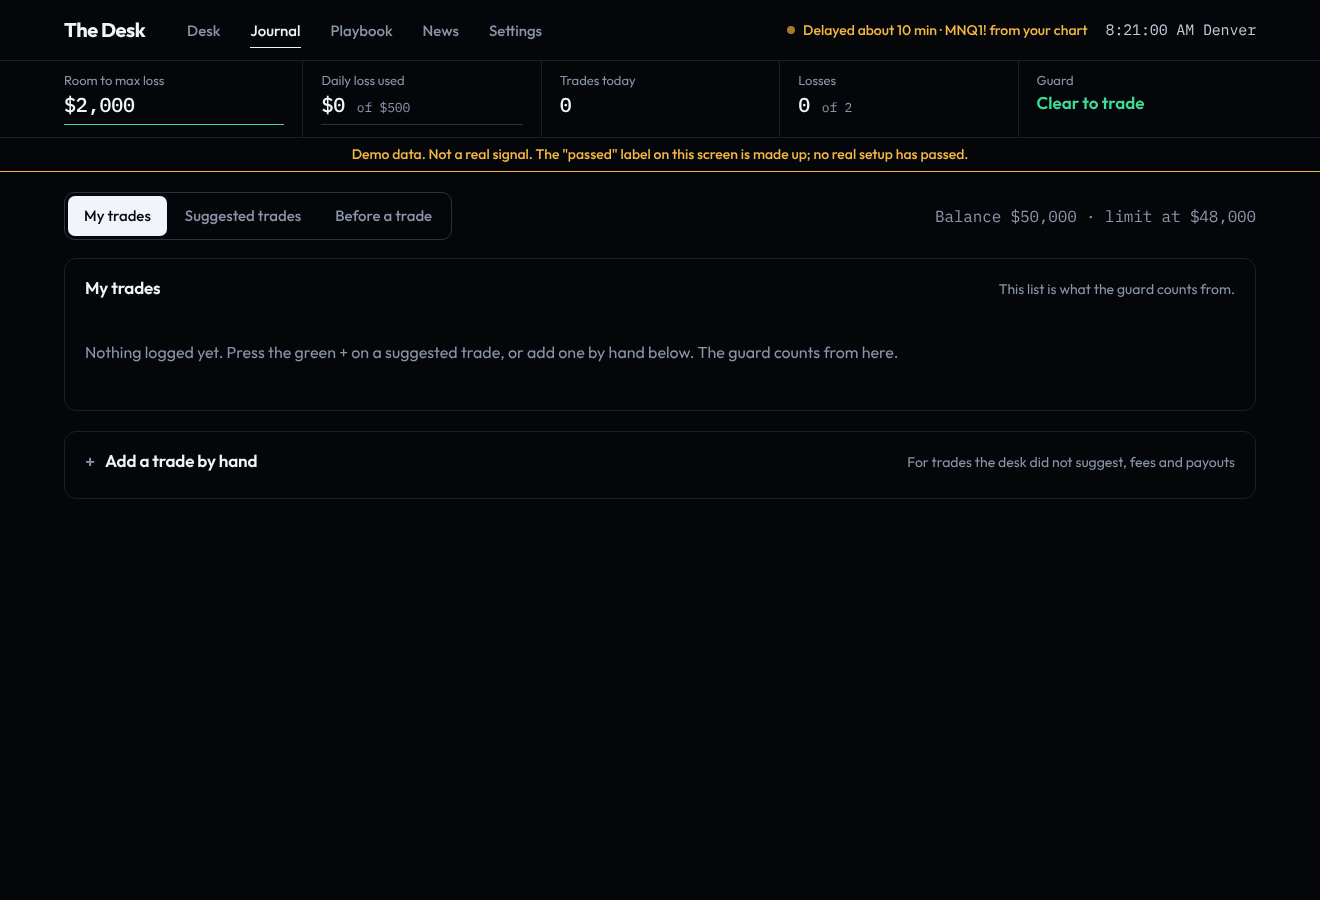 The Desk
Desk
Journal
Playbook
News
Settings
Delayed about 10 min · MNQ1! from your chart
8:21:00 AM Denver
Room to max loss
$2,000
Daily loss used
$0 of $500
Trades today
0
Losses
0 of 2
Guard
Clear to trade
Demo data. Not a real signal. The "passed" label on this screen is made up; no real setup has passed.
My trades
Suggested trades
Before a trade
Balance $50,000 · limit at $48,000
My trades
This list is what the guard counts from.
Nothing logged yet. Press the green + on a suggested trade, or add one by hand below. The guard counts from here.
+ Add a trade by hand
For trades the desk did not suggest, fees and payouts